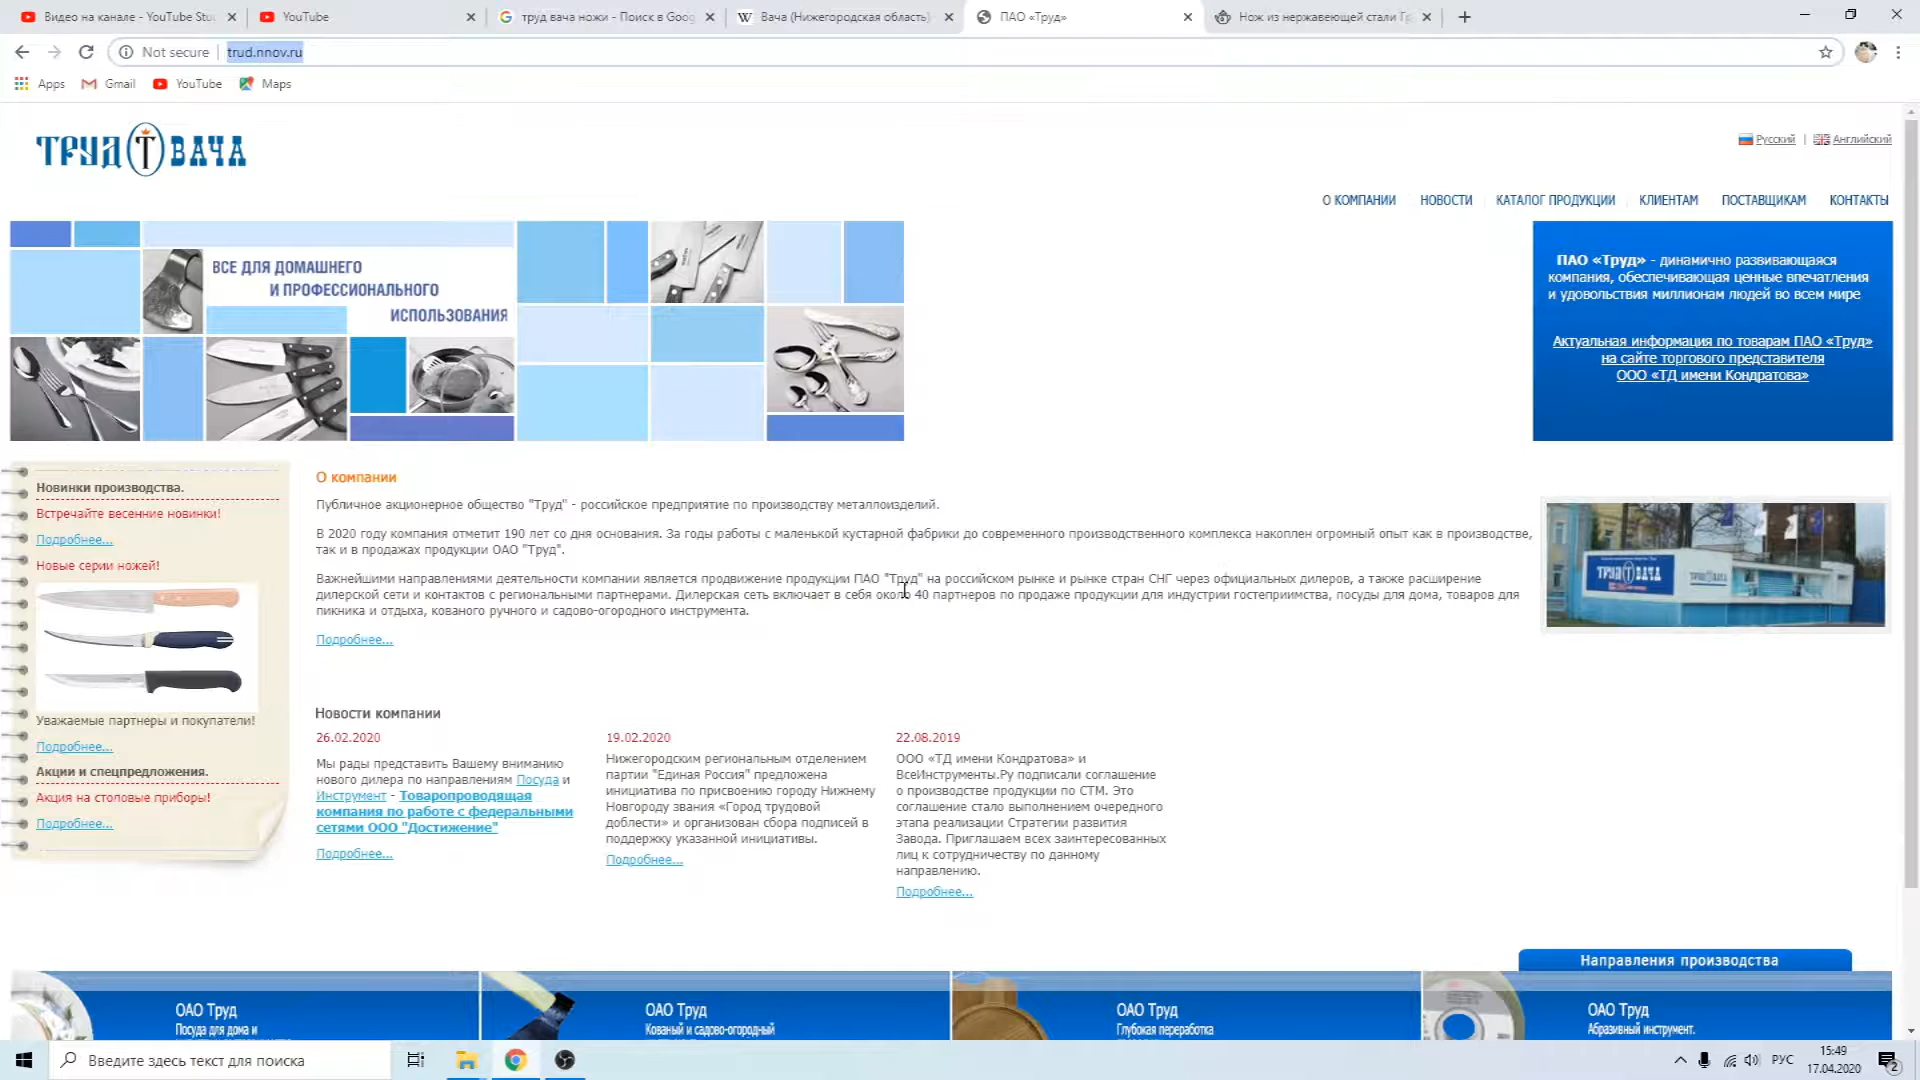 Видео на канале - YouTube Stu
YouTube
труд вача ножи - Поиск в Goog
Вача (Нижегородская область)
ПАО «Труд»
Нож из нержавеющей стали Гр
Not secure
trud.nnov.ru
Apps
Gmail
YouTube
Maps
ТРУД Т ВАЧА
Русский | Английский
О КОМПАНИИ
НОВОСТИ
КАТАЛОГ ПРОДУКЦИИ
КЛИЕНТАМ
ПОСТАВЩИКАМ
КОНТАКТЫ
ВСЕ ДЛЯ ДОМАШНЕГО
И ПРОФЕССИОНАЛЬНОГО
ИСПОЛЬЗОВАНИЯ
ПАО «Труд» - динамично развивающаяся
компания, обеспечивающая ценные впечатления
и удовольствия миллионам людей во всем мире
Актуальная информация по товарам ПАО «Труд»
на сайте торгового представителя
ООО «ТД имени Кондратова»
Новинки производства.
Встречайте весенние новинки!
Подробнее...
Новые серии ножей!
Уважаемые партнеры и покупатели!
Подробнее...
Акции и спецпредложения.
Акция на столовые приборы!
Подробнее...
О компании
Публичное акционерное общество "Труд" - российское предприятие по производству металлоизделий.
В 2020 году компания отметит 190 лет со дня основания. За годы работы с маленькой кустарной фабрики до современного производственного комплекса накоплен огромный опыт как в производстве,
так и в продажах продукции ОАО "Труд".
Важнейшими направлениями деятельности компании является продвижение продукции ПАО "Труд" на российском рынке и рынке стран СНГ через официальных дилеров, а также расширение
дилерской сети и контактов с региональными партнерами. Дилерская сеть включает в себя около 40 партнеров по продаже продукции для индустрии гостеприимства, посуды для дома, товаров для
пикника и отдыха, кованого ручного и садово-огородного инструмента.
Подробнее...
ТРУД Т ВАЧА
Новости компании
26.02.2020
Мы рады представить Вашему вниманию
нового дилера по направлениям Посуда и
Инструмент - Товаропроводящая
компания по работе с федеральными
сетями ООО "Достижение"
Подробнее...
19.02.2020
Нижегородским региональным отделением
партии "Единая Россия" предложена
инициатива по присвоению городу Нижнему
Новгороду звания «Город трудовой
доблести» и организован сбора подписей в
поддержку указанной инициативы.
Подробнее...
22.08.2019
ООО «ТД имени Кондратова» и
ВсеИнструменты.Ру подписали соглашение
о производстве продукции по СТМ. Это
соглашение стало выполнением очередного
этапа реализации Стратегии развития
Завода. Приглашаем всех заинтересованных
лиц к сотрудничеству по данному
направлению.
Подробнее...
Направления производства
ОАО Труд
Посуда для дома и
ОАО Труд
Кованый и садово-огородный
ОАО Труд
Глубокая переработка
ОАО Труд
Абразивный инструмент.
Введите здесь текст для поиска
РУС
15:49
17.04.2020
2